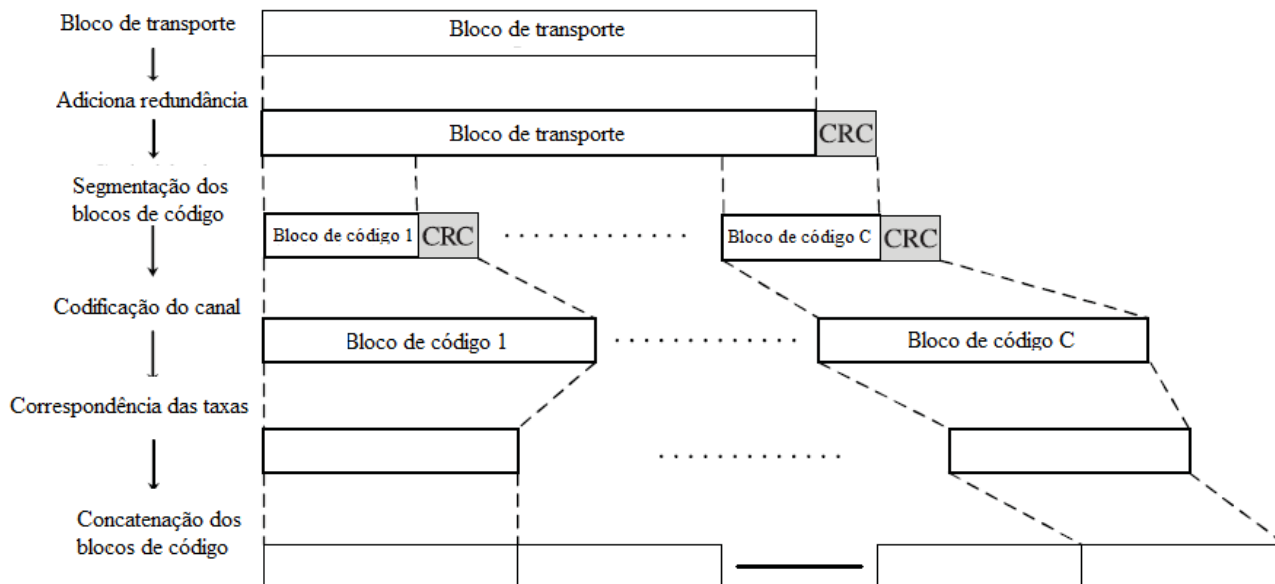 Bloco de transporte
Bloco de transporte
Adiciona redundância
Bloco de transporte
CRC
Segmentação dos
blocos de código
Bloco de código 1
CRC
Bloco de código C
CRC
Codificação do canal
Bloco de código 1
Bloco de código C
Correspondência das taxas
Concatenação dos
blocos de código